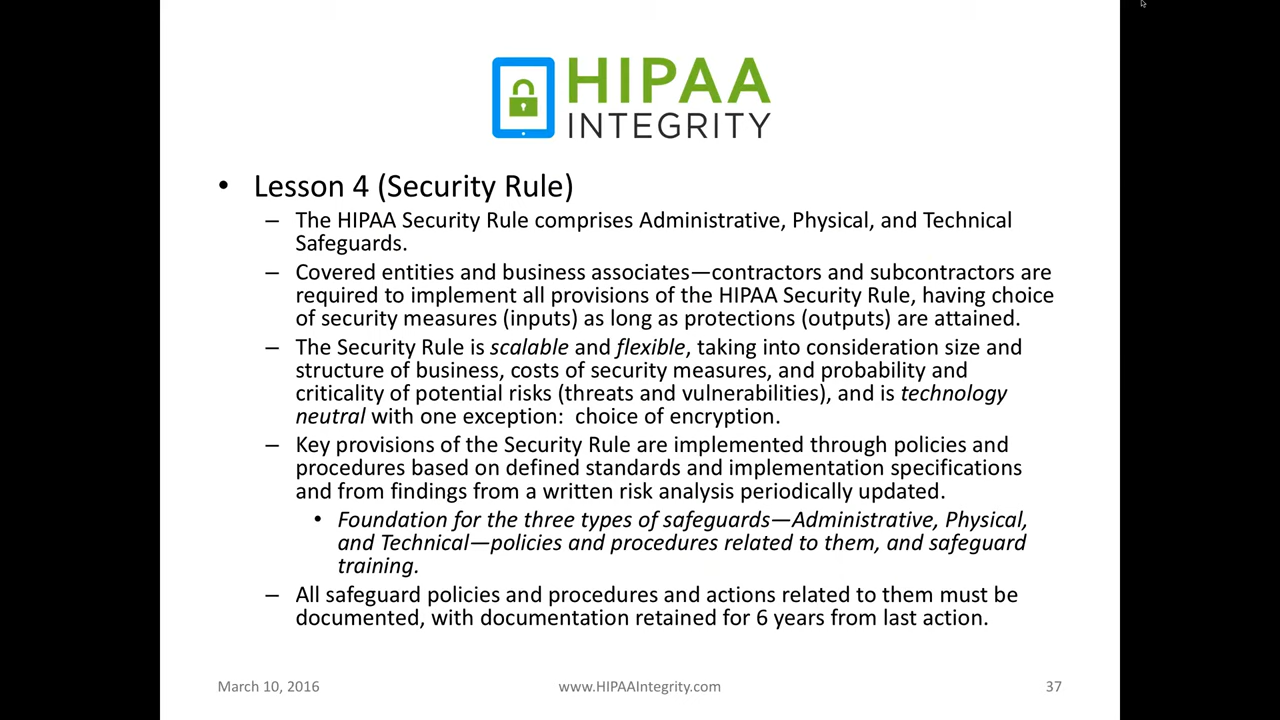 HIPAA
INTEGRITY
• Lesson 4 (Security Rule)
– The HIPAA Security Rule comprises Administrative, Physical, and Technical
Safeguards.
– Covered entities and business associates—contractors and subcontractors are
required to implement all provisions of the HIPAA Security Rule, having choice
of security measures (inputs) as long as protections (outputs) are attained.
– The Security Rule is scalable and flexible, taking into consideration size and
structure of business, costs of security measures, and probability and
criticality of potential risks (threats and vulnerabilities), and is technology
neutral with one exception:  choice of encryption.
– Key provisions of the Security Rule are implemented through policies and
procedures based on defined standards and implementation specifications
and from findings from a written risk analysis periodically updated.
• Foundation for the three types of safeguards—Administrative, Physical,
and Technical—policies and procedures related to them, and safeguard
training.
– All safeguard policies and procedures and actions related to them must be
documented, with documentation retained for 6 years from last action.
March 10, 2016
www.HIPAAIntegrity.com
37